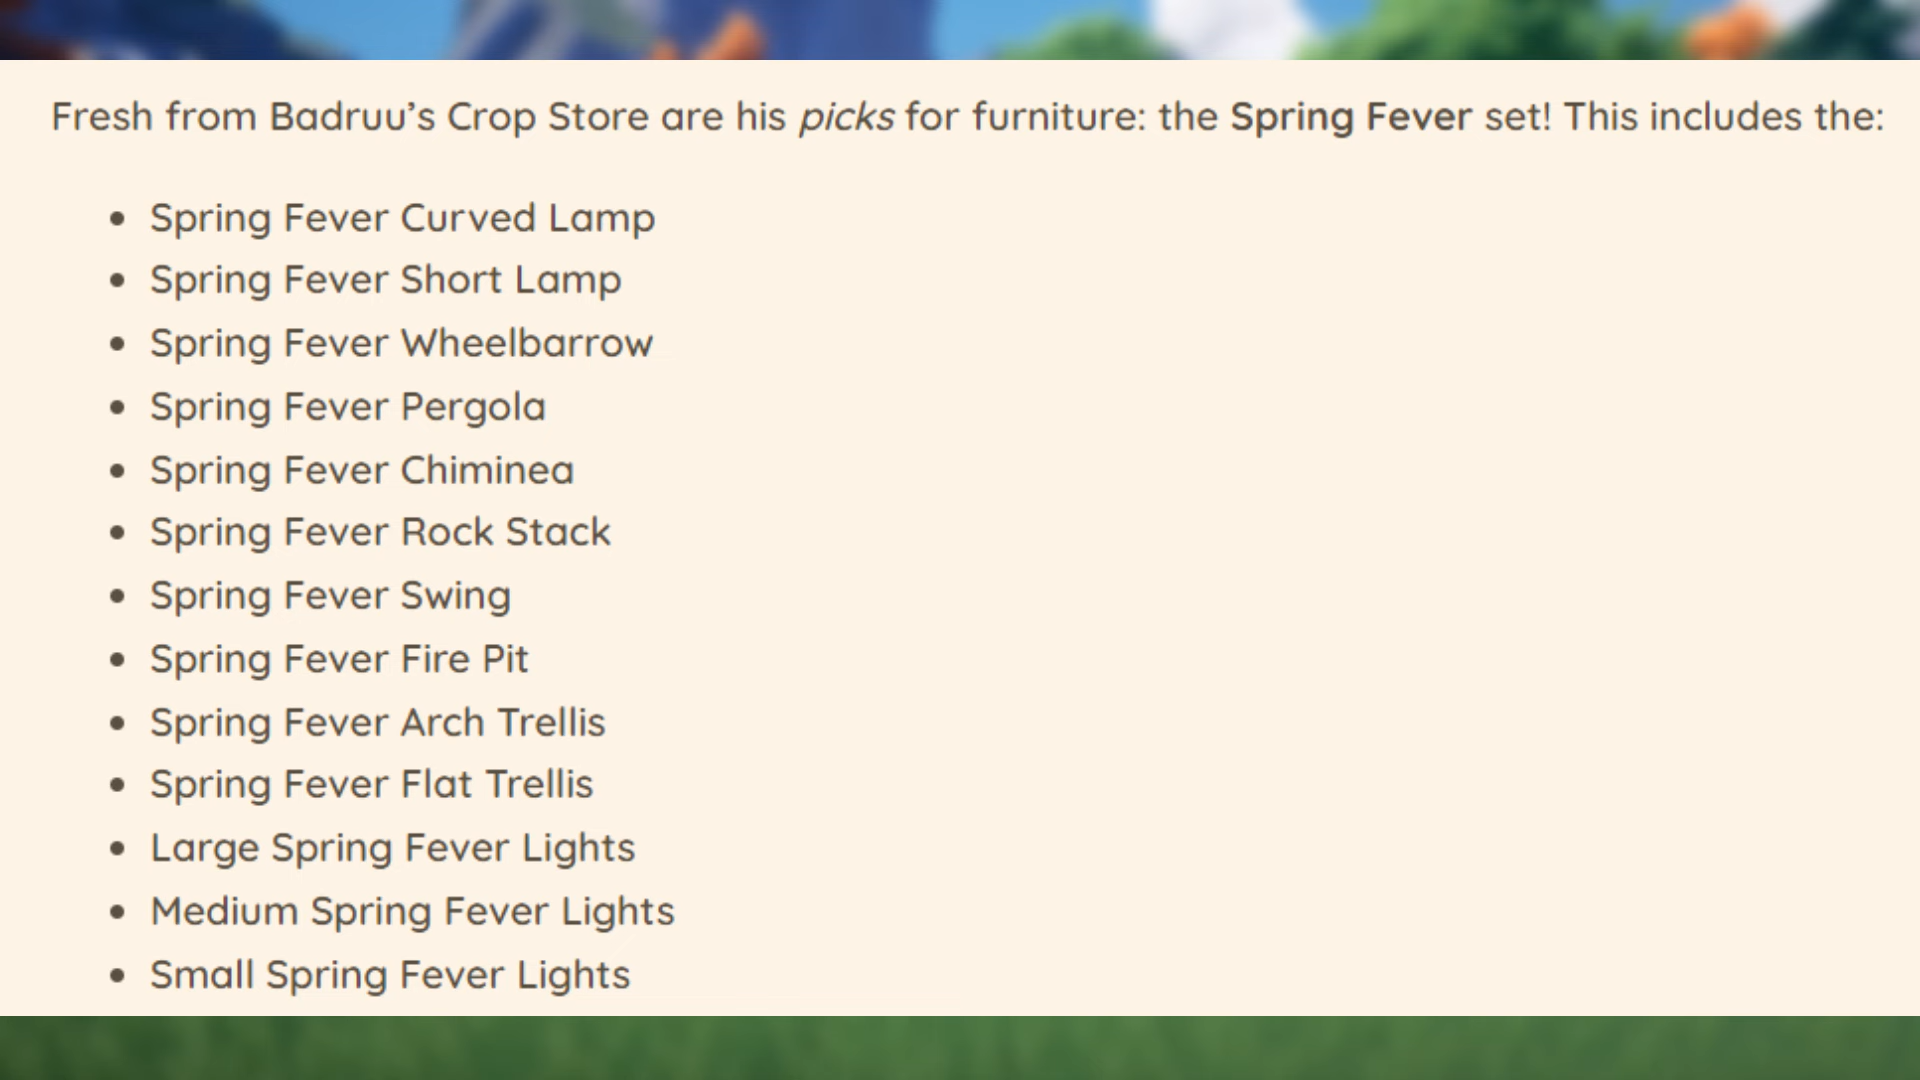 Fresh from Badruu’s Crop Store are his picks for furniture: the Spring Fever set! This includes the:
• Spring Fever Curved Lamp
• Spring Fever Short Lamp
• Spring Fever Wheelbarrow
• Spring Fever Pergola
• Spring Fever Chiminea
• Spring Fever Rock Stack
• Spring Fever Swing
• Spring Fever Fire Pit
• Spring Fever Arch Trellis
• Spring Fever Flat Trellis
• Large Spring Fever Lights
• Medium Spring Fever Lights
• Small Spring Fever Lights